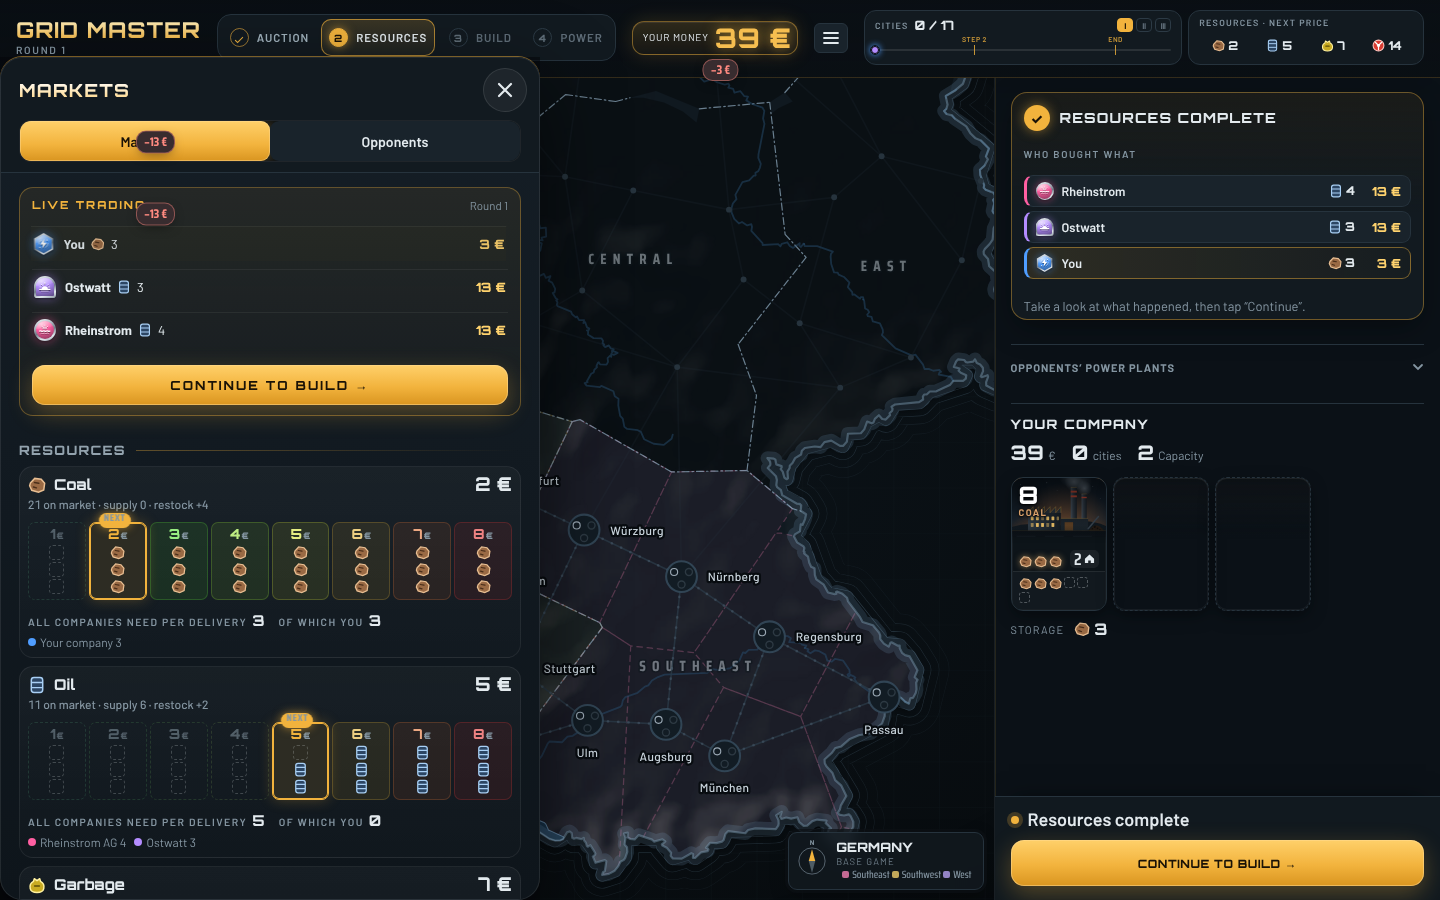 GRID MASTER
ROUND 1
AUCTION
2 RESOURCES
3 BUILD
4 POWER
YOUR MONEY 39 €
-3 €
CITIES 0 / 17
I II III
STEP 2
END
RESOURCES · NEXT PRICE
2 5 7 14
MARKETS
Ma
-13 €
Opponents
LIVE TRADING
Round 1
-13 €
You 3
3 €
Ostwatt 3
13 €
Rheinstrom 4
13 €
CONTINUE TO BUILD →
RESOURCES
Coal
2 €
21 on market · supply 0 · restock +4
NEXT
1€ 2€ 3€ 4€ 5€ 6€ 7€ 8€
ALL COMPANIES NEED PER DELIVERY 3 OF WHICH YOU 3
Your company 3
Oil
5 €
11 on market · supply 6 · restock +2
NEXT
1€ 2€ 3€ 4€ 5€ 6€ 7€ 8€
ALL COMPANIES NEED PER DELIVERY 5 OF WHICH YOU 0
Rheinstrom AG 4 Ostwatt 3
Garbage
7 €
CENTRAL
EAST
furt
Würzburg
Nürnberg
n
Regensburg
Stuttgart
SOUTHEAST
Passau
Ulm
Augsburg
München
N
GERMANY
BASE GAME
Southeast Southwest West
RESOURCES COMPLETE
WHO BOUGHT WHAT
Rheinstrom 4 13 €
Ostwatt 3 13 €
You 3 3 €
Take a look at what happened, then tap "Continue".
OPPONENTS' POWER PLANTS
YOUR COMPANY
39 € 0 cities 2 Capacity
8
COAL
2
STORAGE 3
Resources complete
CONTINUE TO BUILD →